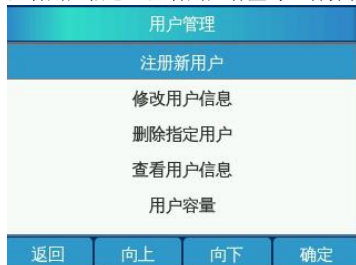 用户管理
注册新用户
修改用户信息
删除指定用户
查看用户信息
用户容量
返回 向上 向下 确定